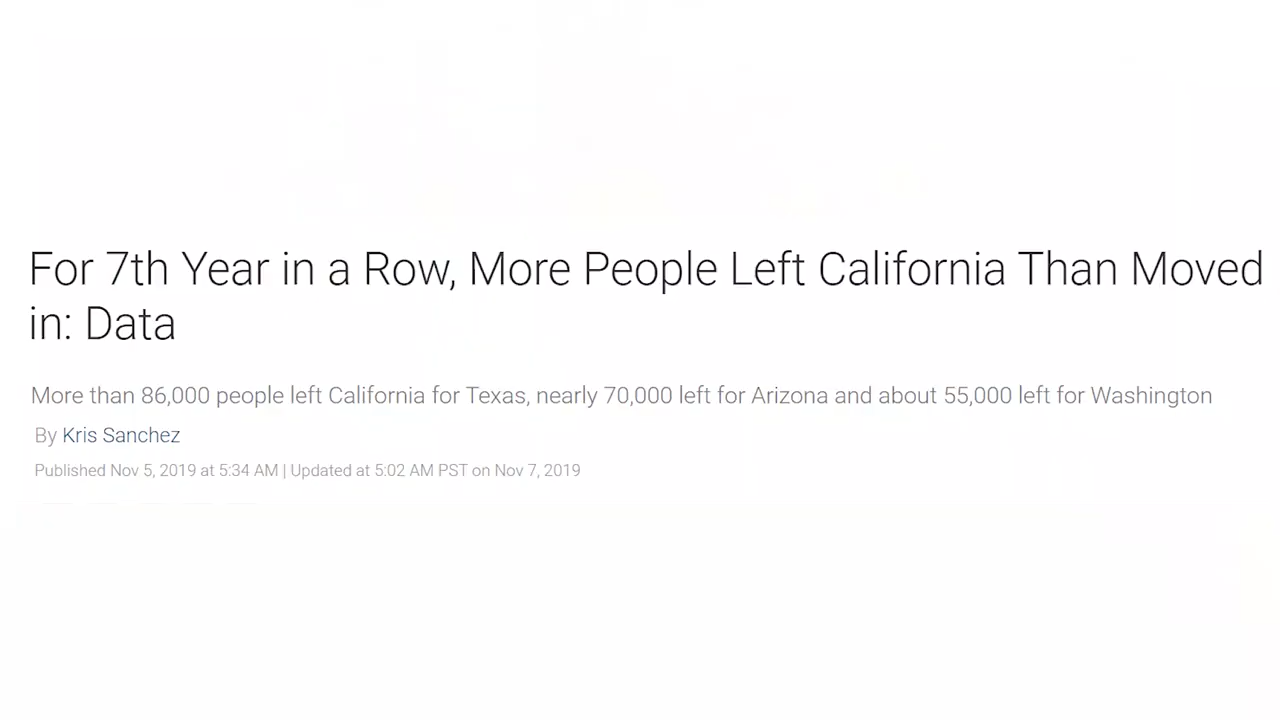 For 7th Year in a Row, More People Left California Than Moved
in: Data
More than 86,000 people left California for Texas, nearly 70,000 left for Arizona and about 55,000 left for Washington
By Kris Sanchez
Published Nov 5, 2019 at 5:34 AM | Updated at 5:02 AM PST on Nov 7, 2019